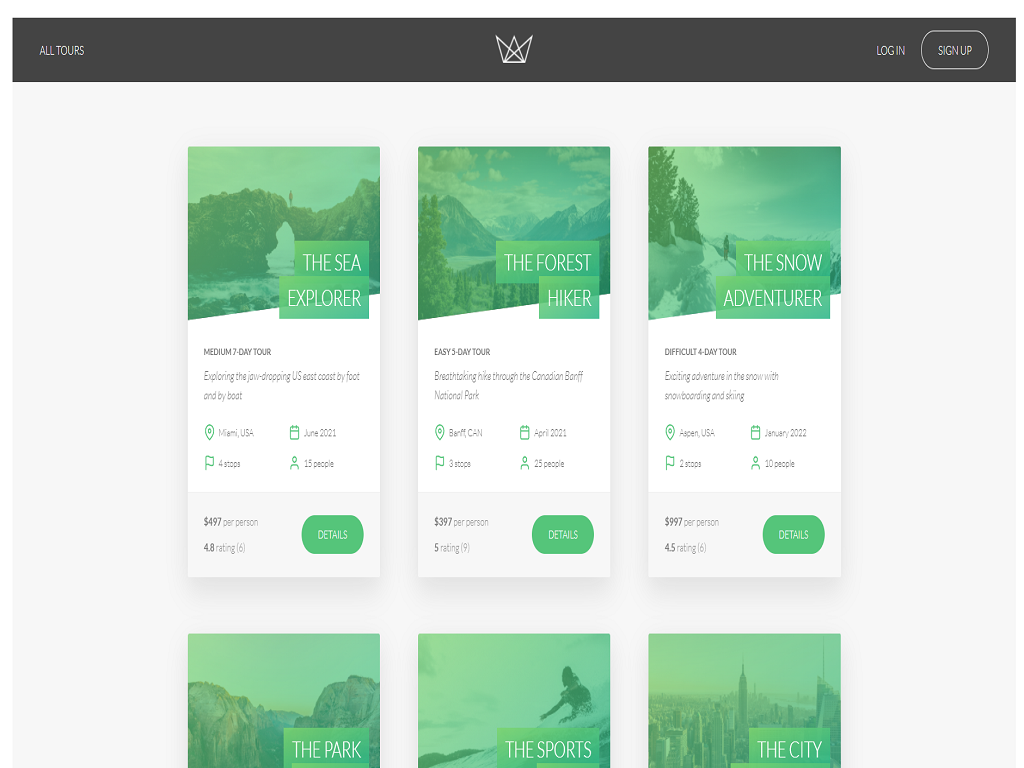 ALL TOURS
LOG IN
SIGN UP
THE SEA
EXPLORER
MEDIUM 7-DAY TOUR
Exploring the jaw-dropping US east coast by foot
and by boat
Miami, USA
June 2021
4 stops
15 people
$497 per person
4.8 rating (6)
DETAILS
THE FOREST
HIKER
EASY 5-DAY TOUR
Breathtaking hike through the Canadian Banff
National Park
Banff, CAN
April 2021
3 stops
25 people
$397 per person
5 rating (9)
DETAILS
THE SNOW
ADVENTURER
DIFFICULT 4-DAY TOUR
Exciting adventure in the snow with
snowboarding and skiing
Aspen, USA
January 2022
2 stops
10 people
$997 per person
4.5 rating (6)
DETAILS
THE PARK
THE SPORTS
THE CITY